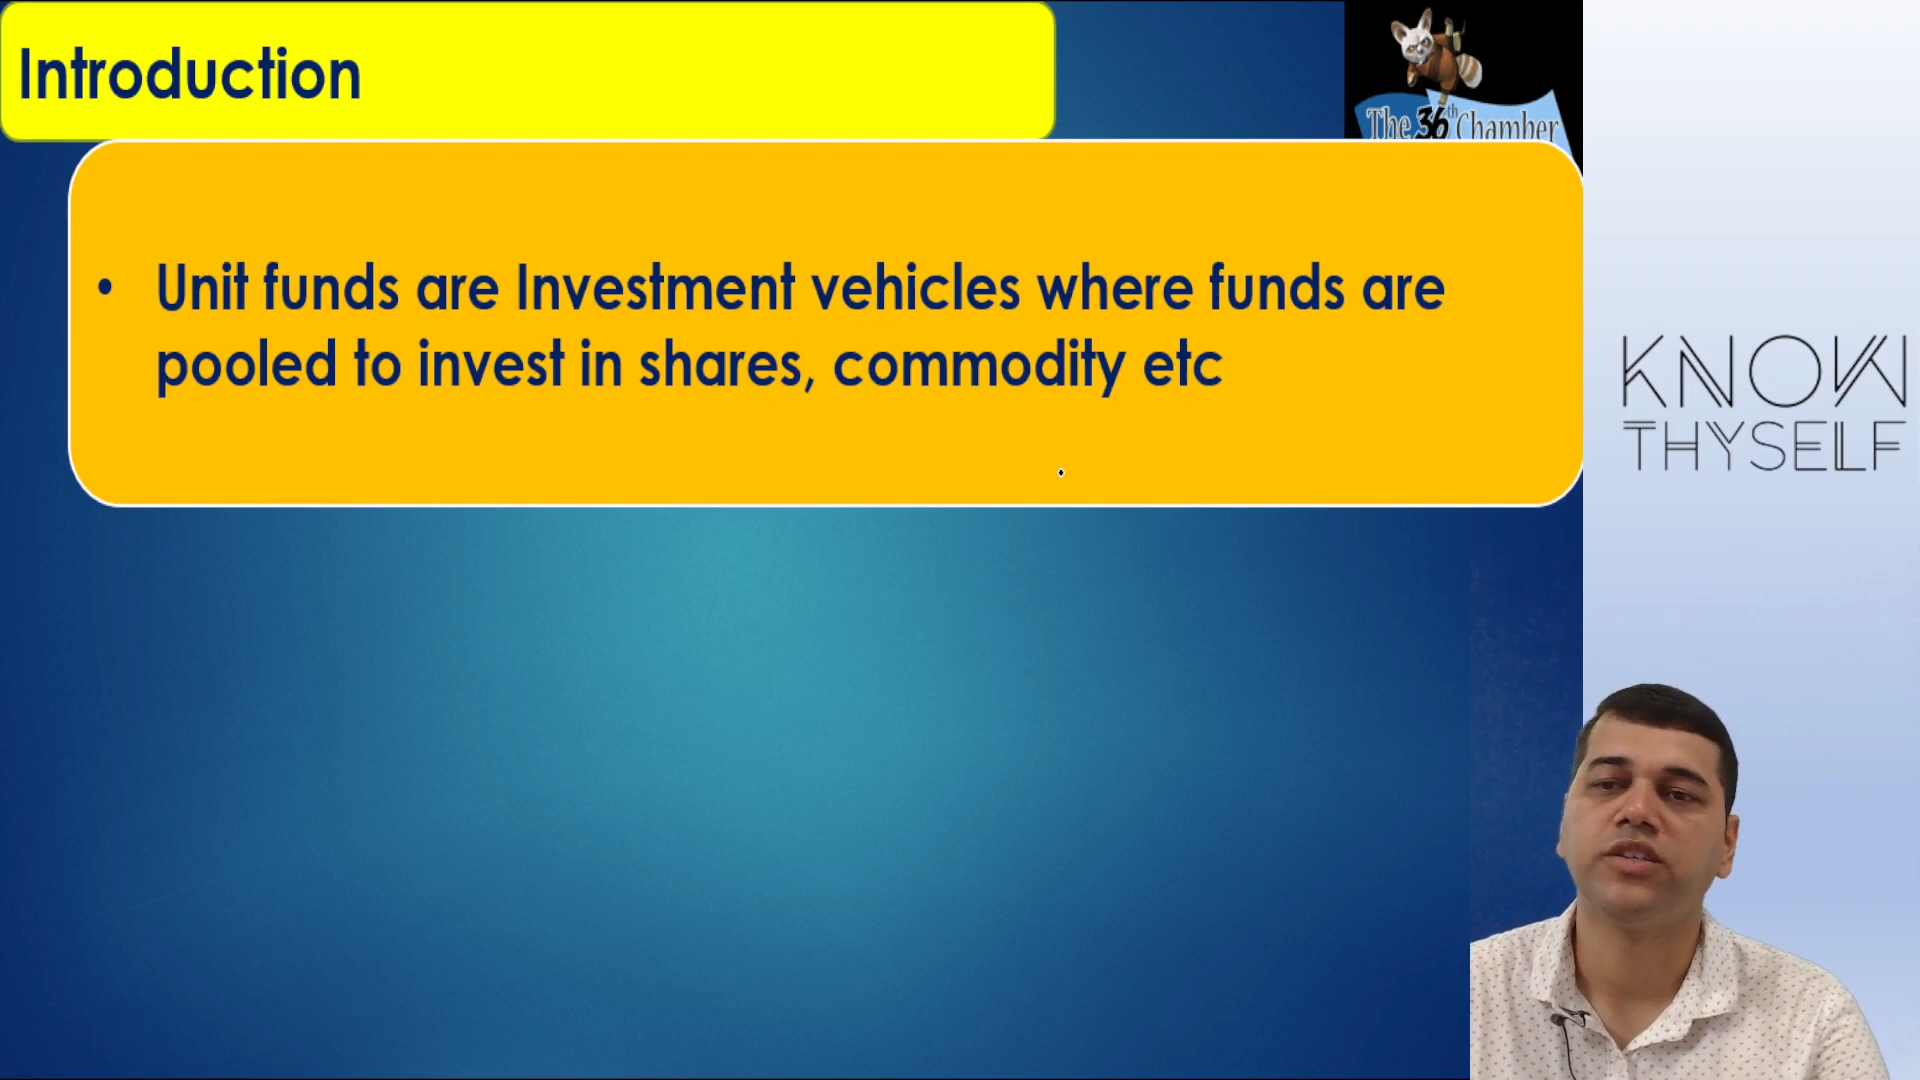 Introduction
The 36th Chamber
• Unit funds are Investment vehicles where funds are
pooled to invest in shares, commodity etc
KNOW
THYSELF